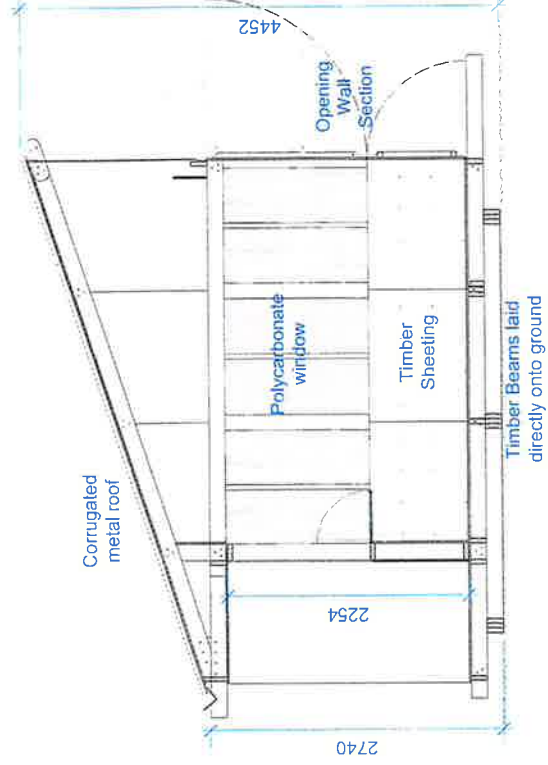 4452
Opening
Wall
Section
Corrugated
metal roof
Polycarbonate
window
Timber
Sheeting
2254
2740
Timber Beams laid
directly onto ground